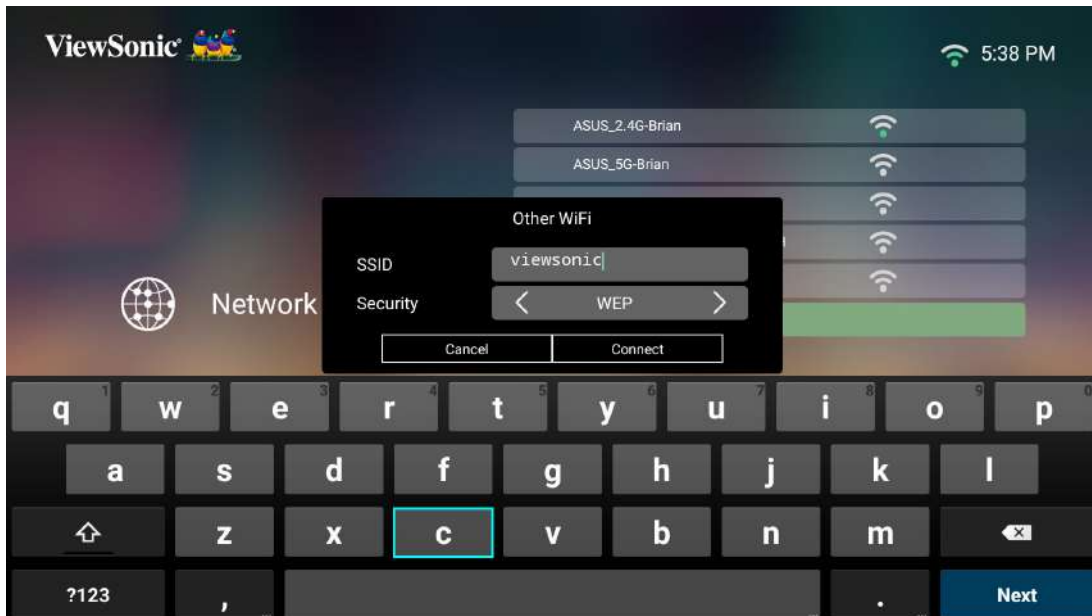 ViewSonic
5:38 PM
ASUS_2.4G-Brian
ASUS_5G-Brian
Other WiFi
SSID viewsonic
Security WEP
Network
Cancel Connect
q 1 w 2 e 3 r 4 t 5 y 6 u 7 i 8 o 9 p 0
a s d f g h j k l
z x c v b n m
?123 , . Next